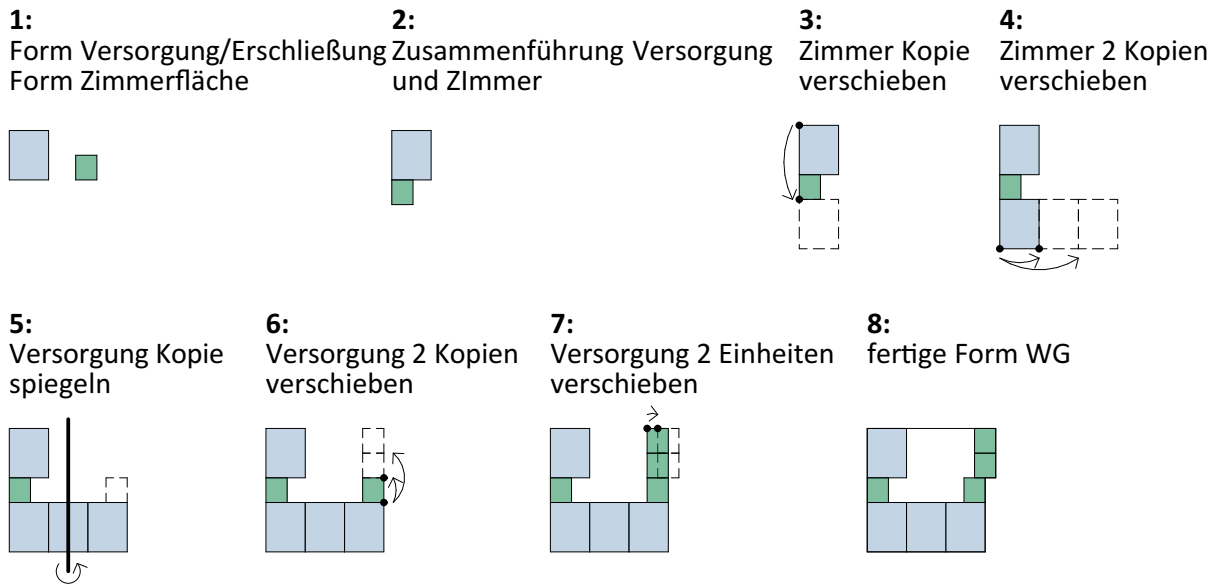 1:
Form Versorgung/Erschließung
Form Zimmerfläche
2:
Zusammenführung Versorgung
und ZImmer
3:
Zimmer Kopie
verschieben
4:
Zimmer 2 Kopien
verschieben
5:
Versorgung Kopie
spiegeln
6:
Versorgung 2 Kopien
verschieben
7:
Versorgung 2 Einheiten
verschieben
8:
fertige Form WG